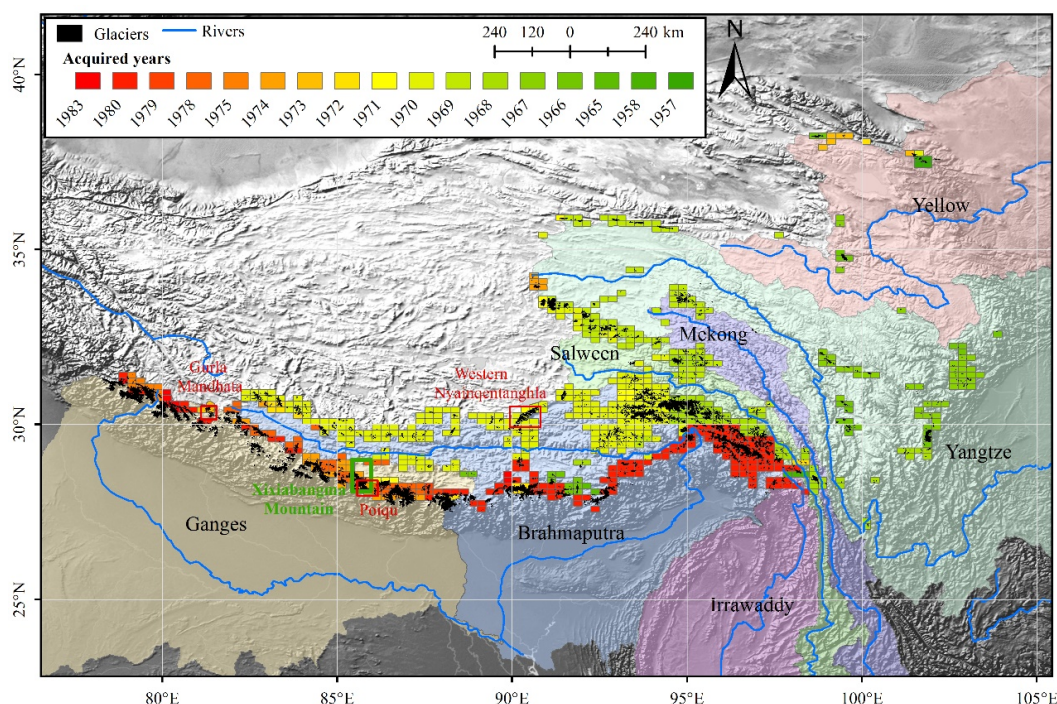 Glaciers
Rivers
240 120 0 240 km
N
Acquired years
1983 1980 1979 1978 1975 1974 1973 1972 1971 1970 1969 1968 1967 1966 1965 1958 1957
40°N
35°N
30°N
25°N
Yellow
Mekong
Salween
Gurla
Mandhata
Western
Nyainqentanghla
Yangtze
Xixiabangma
Mountain
Poiqu
Ganges
Brahmaputra
Irrawaddy
80°E 85°E 90°E 95°E 100°E 105°E